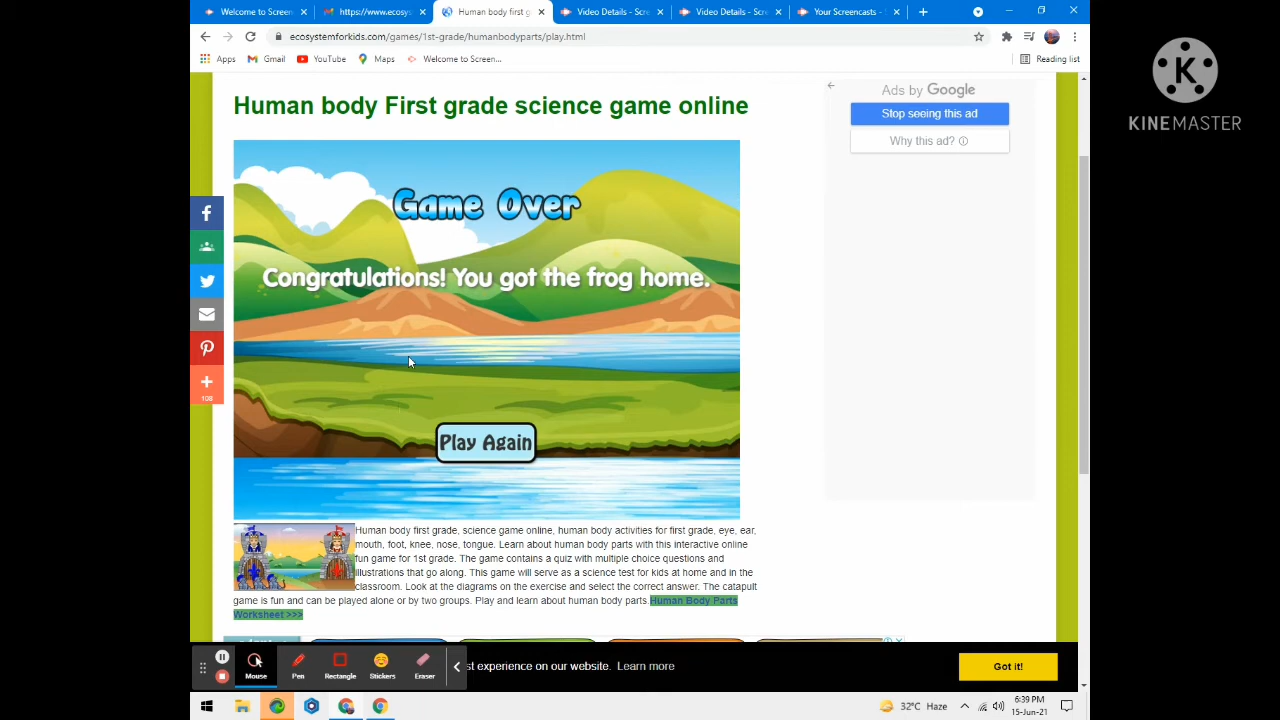 Welcome to Screen
https://www.ecosys
Human body first g
Video Details - Scre
Video Details - Scre
Your Screencasts - S
ecosystemforkids.com/games/1st-grade/humanbodyparts/play.html
Apps
Gmail
YouTube
Maps
Welcome to Screen...
Reading list
Human body First grade science game online
Ads by Google
Stop seeing this ad
Why this ad?
K
KINEMASTER
Game Over
Congratulations! You got the frog home.
Play Again
108
Human body first grade, science game online, human body activities for first grade, eye, ear,
mouth, foot, knee, nose, tongue. Learn about human body parts with this interactive online
fun game for 1st grade. The game contains a quiz with multiple choice questions and
illustrations that go along. This game will serve as a science test for kids at home and in the
classroom. Look at the diagrams on the exercise and select the correct answer. The catapult
game is fun and can be played alone or by two groups. Play and learn about human body parts.Human Body Parts
Worksheet >>>
st experience on our website. Learn more
Got it!
Mouse
Pen
Rectangle
Stickers
Eraser
32°C Haze
6:39 PM
15-Jun-21